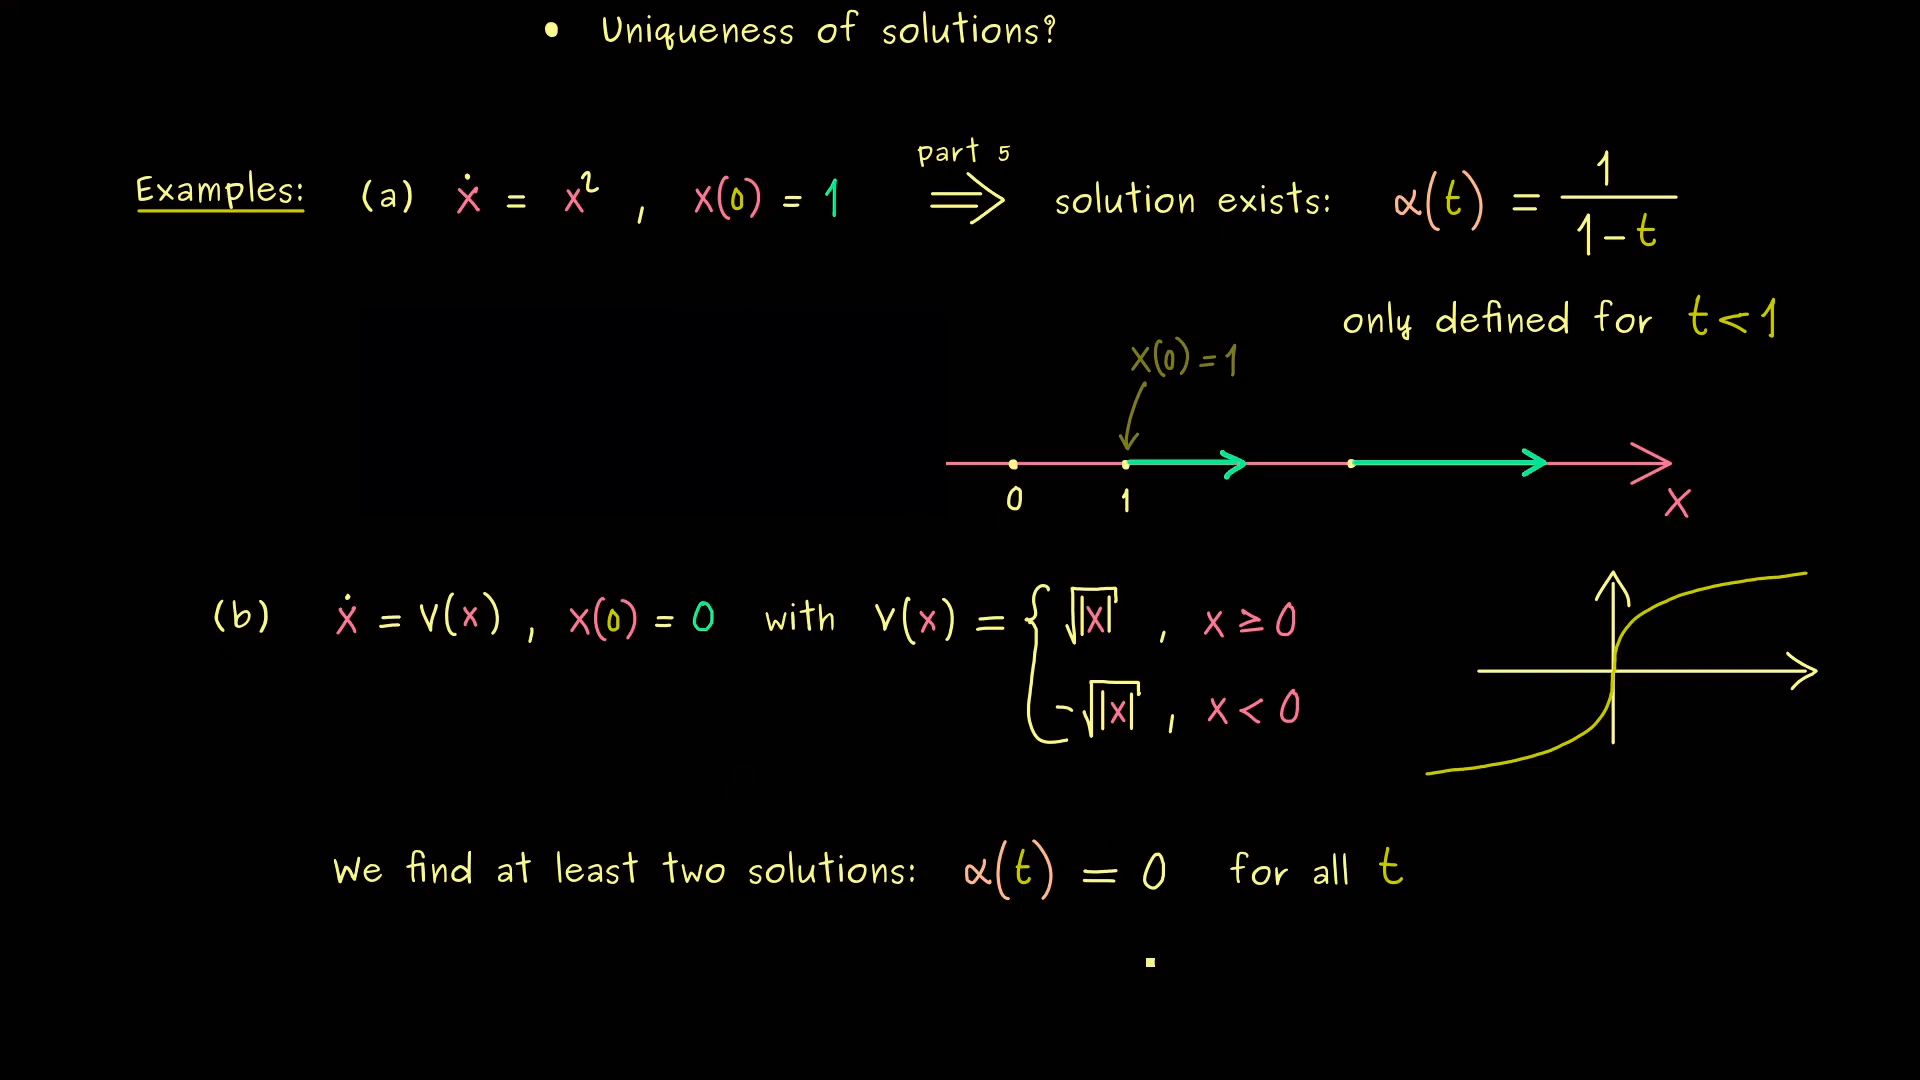 • Uniqueness of solutions?
part 5
Examples: (a) ẋ = x² , x(0) = 1 ⟹ solution exists: α(t) = 1/(1-t)
only defined for t < 1
x(0) = 1
0 1 x
(b) ẋ = v(x) , x(0) = 0 with v(x) = { √|x| , x ≥ 0
-√|x| , x < 0
We find at least two solutions: α(t) = 0 for all t